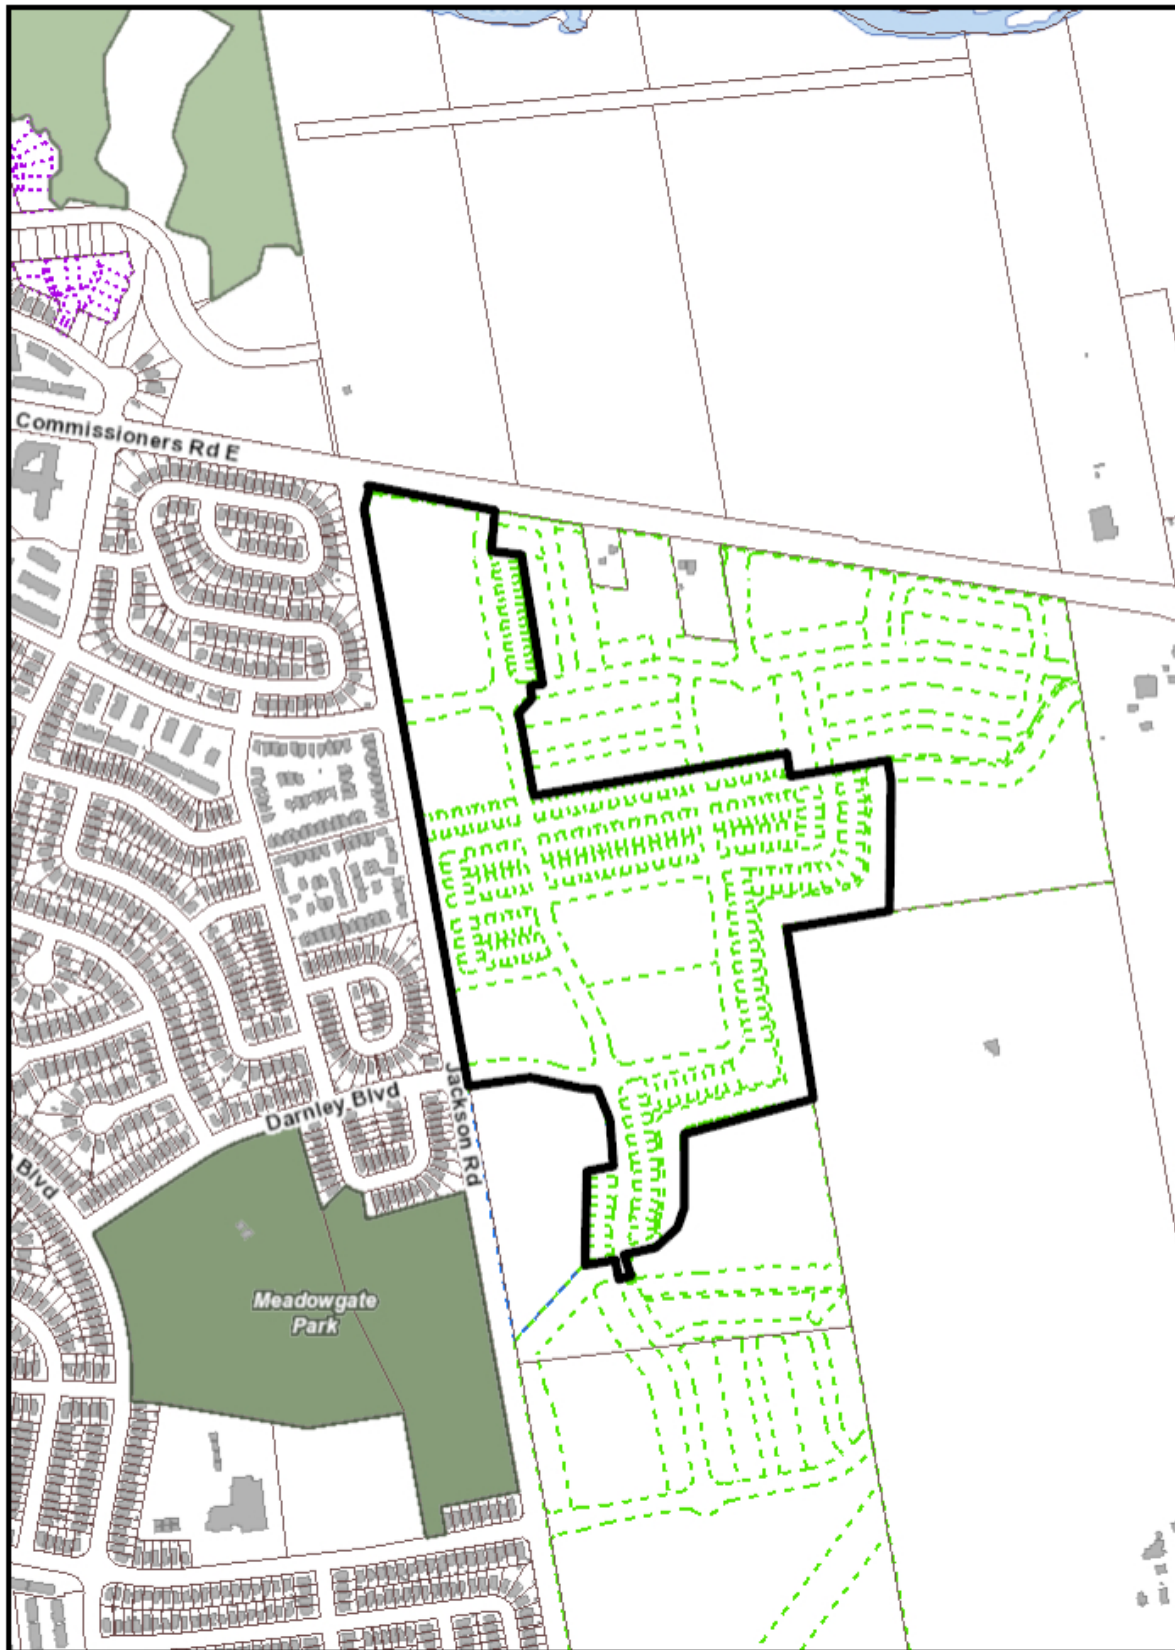 Commissioners Rd E
Jackson Rd
Darnley Blvd
Blvd
Meadowgate
Park